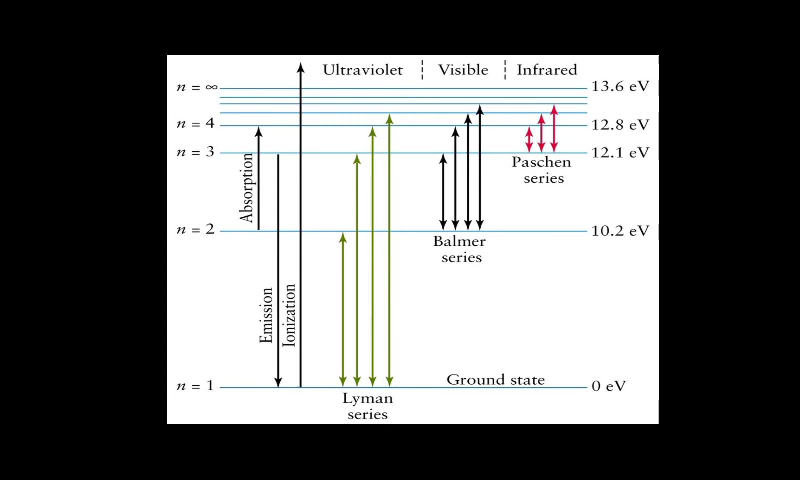 Ultraviolet Visible Infrared
n = ∞ 13.6 eV
n = 4 12.8 eV
n = 3 12.1 eV
Paschen
series
Absorption
n = 2 10.2 eV
Balmer
series
Emission
Ionization
Ground state
n = 1 0 eV
Lyman
series